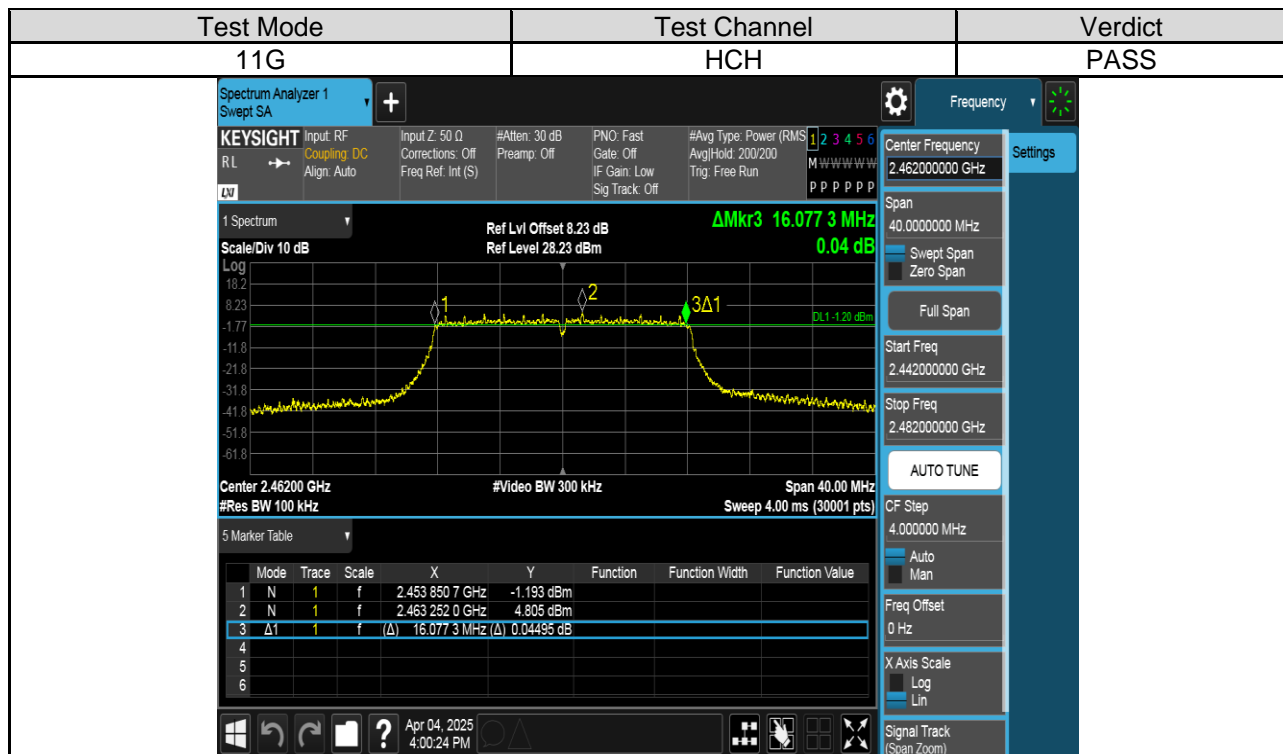 Test Mode Test Channel Verdict
11G HCH PASS
Spectrum Analyzer 1
Swept SA
+
Frequency
KEYSIGHT Input: RF Input Z: 50 Ω #Atten: 30 dB PNO: Fast #Avg Type: Power (RMS 1 2 3 4 5 6
RL Coupling: DC Corrections: Off Preamp: Off Gate: Off Avg|Hold: 200/200 M W W W W W
Align: Auto Freq Ref: Int (S) IF Gain: Low Trig: Free Run
LXI Sig Track: Off P P P P P P
1 Spectrum
Ref Lvl Offset 8.23 dB ΔMkr3 16.077 3 MHz
Scale/Div 10 dB Ref Level 28.23 dBm 0.04 dB
Log
18.2
8.23
-1.77
-11.8
-21.8
-31.8
-41.8
-51.8
-61.8
1
2
3Δ1
DL1 -1.20 dBm
Center 2.46200 GHz #Video BW 300 kHz Span 40.00 MHz
#Res BW 100 kHz Sweep 4.00 ms (30001 pts)
5 Marker Table
Mode Trace Scale X Y Function Function Width Function Value
1 N 1 f 2.453 850 7 GHz -1.193 dBm
2 N 1 f 2.463 252 0 GHz 4.805 dBm
3 Δ1 1 f (Δ) 16.077 3 MHz (Δ) 0.04495 dB
4
5
6
?
Apr 04, 2025
4:00:24 PM
Center Frequency
2.462000000 GHz
Settings
Span
40.0000000 MHz
Swept Span
Zero Span
Full Span
Start Freq
2.442000000 GHz
Stop Freq
2.482000000 GHz
AUTO TUNE
CF Step
4.000000 MHz
Auto
Man
Freq Offset
0 Hz
X Axis Scale
Log
Lin
Signal Track
(Span Zoom)